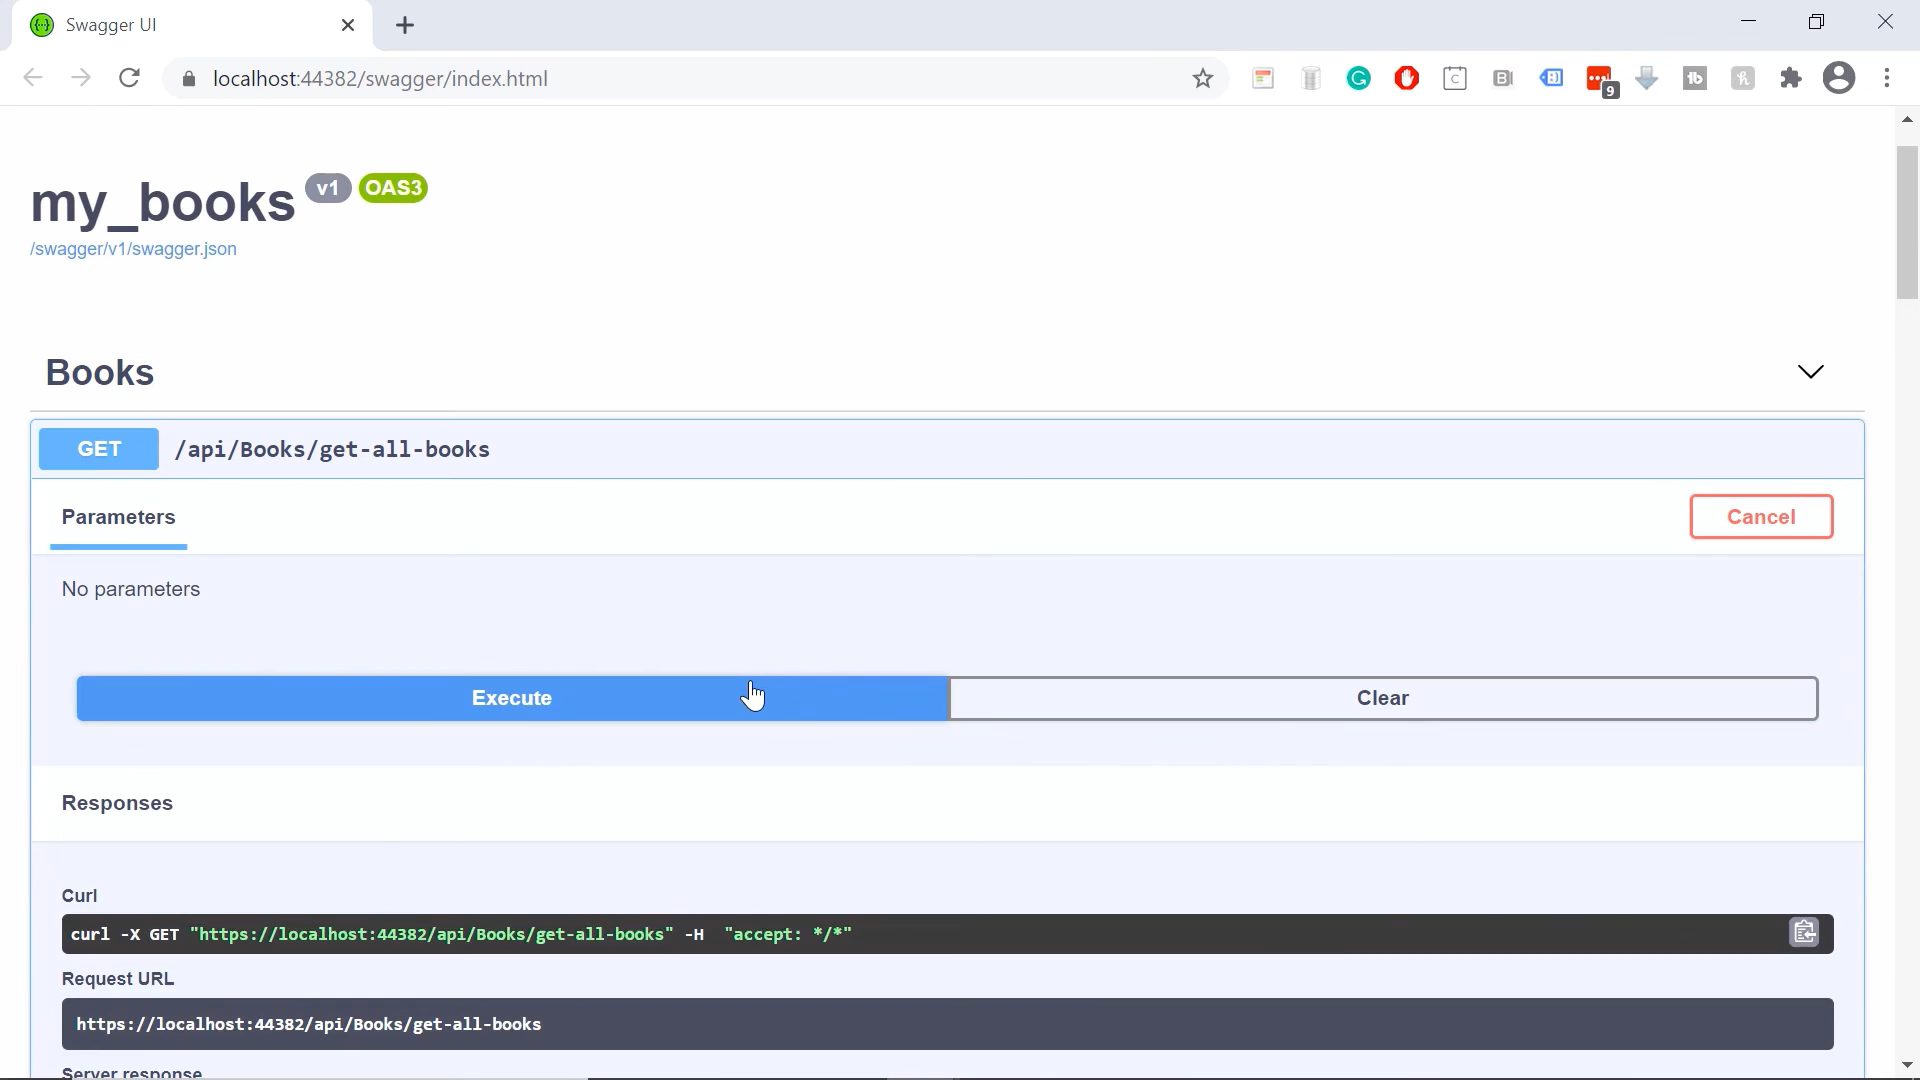 Swagger UI
localhost:44382/swagger/index.html
9
my_books v1 OAS3
/swagger/v1/swagger.json
Books
GET /api/Books/get-all-books
Parameters
Cancel
No parameters
Execute
Clear
Responses
Curl
curl -X GET "https://localhost:44382/api/Books/get-all-books" -H  "accept: */*"
Request URL
https://localhost:44382/api/Books/get-all-books
Server response